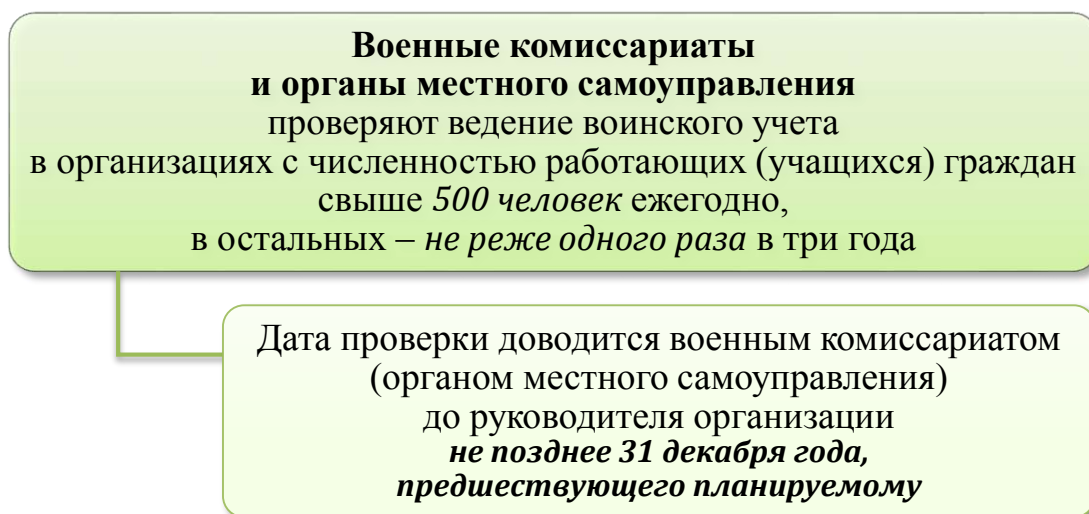 Военные комиссариаты
и органы местного самоуправления
проверяют ведение воинского учета
в организациях с численностью работающих (учащихся) граждан
свыше 500 человек ежегодно,
в остальных – не реже одного раза в три года
Дата проверки доводится военным комиссариатом
(органом местного самоуправления)
до руководителя организации
не позднее 31 декабря года,
предшествующего планируемому